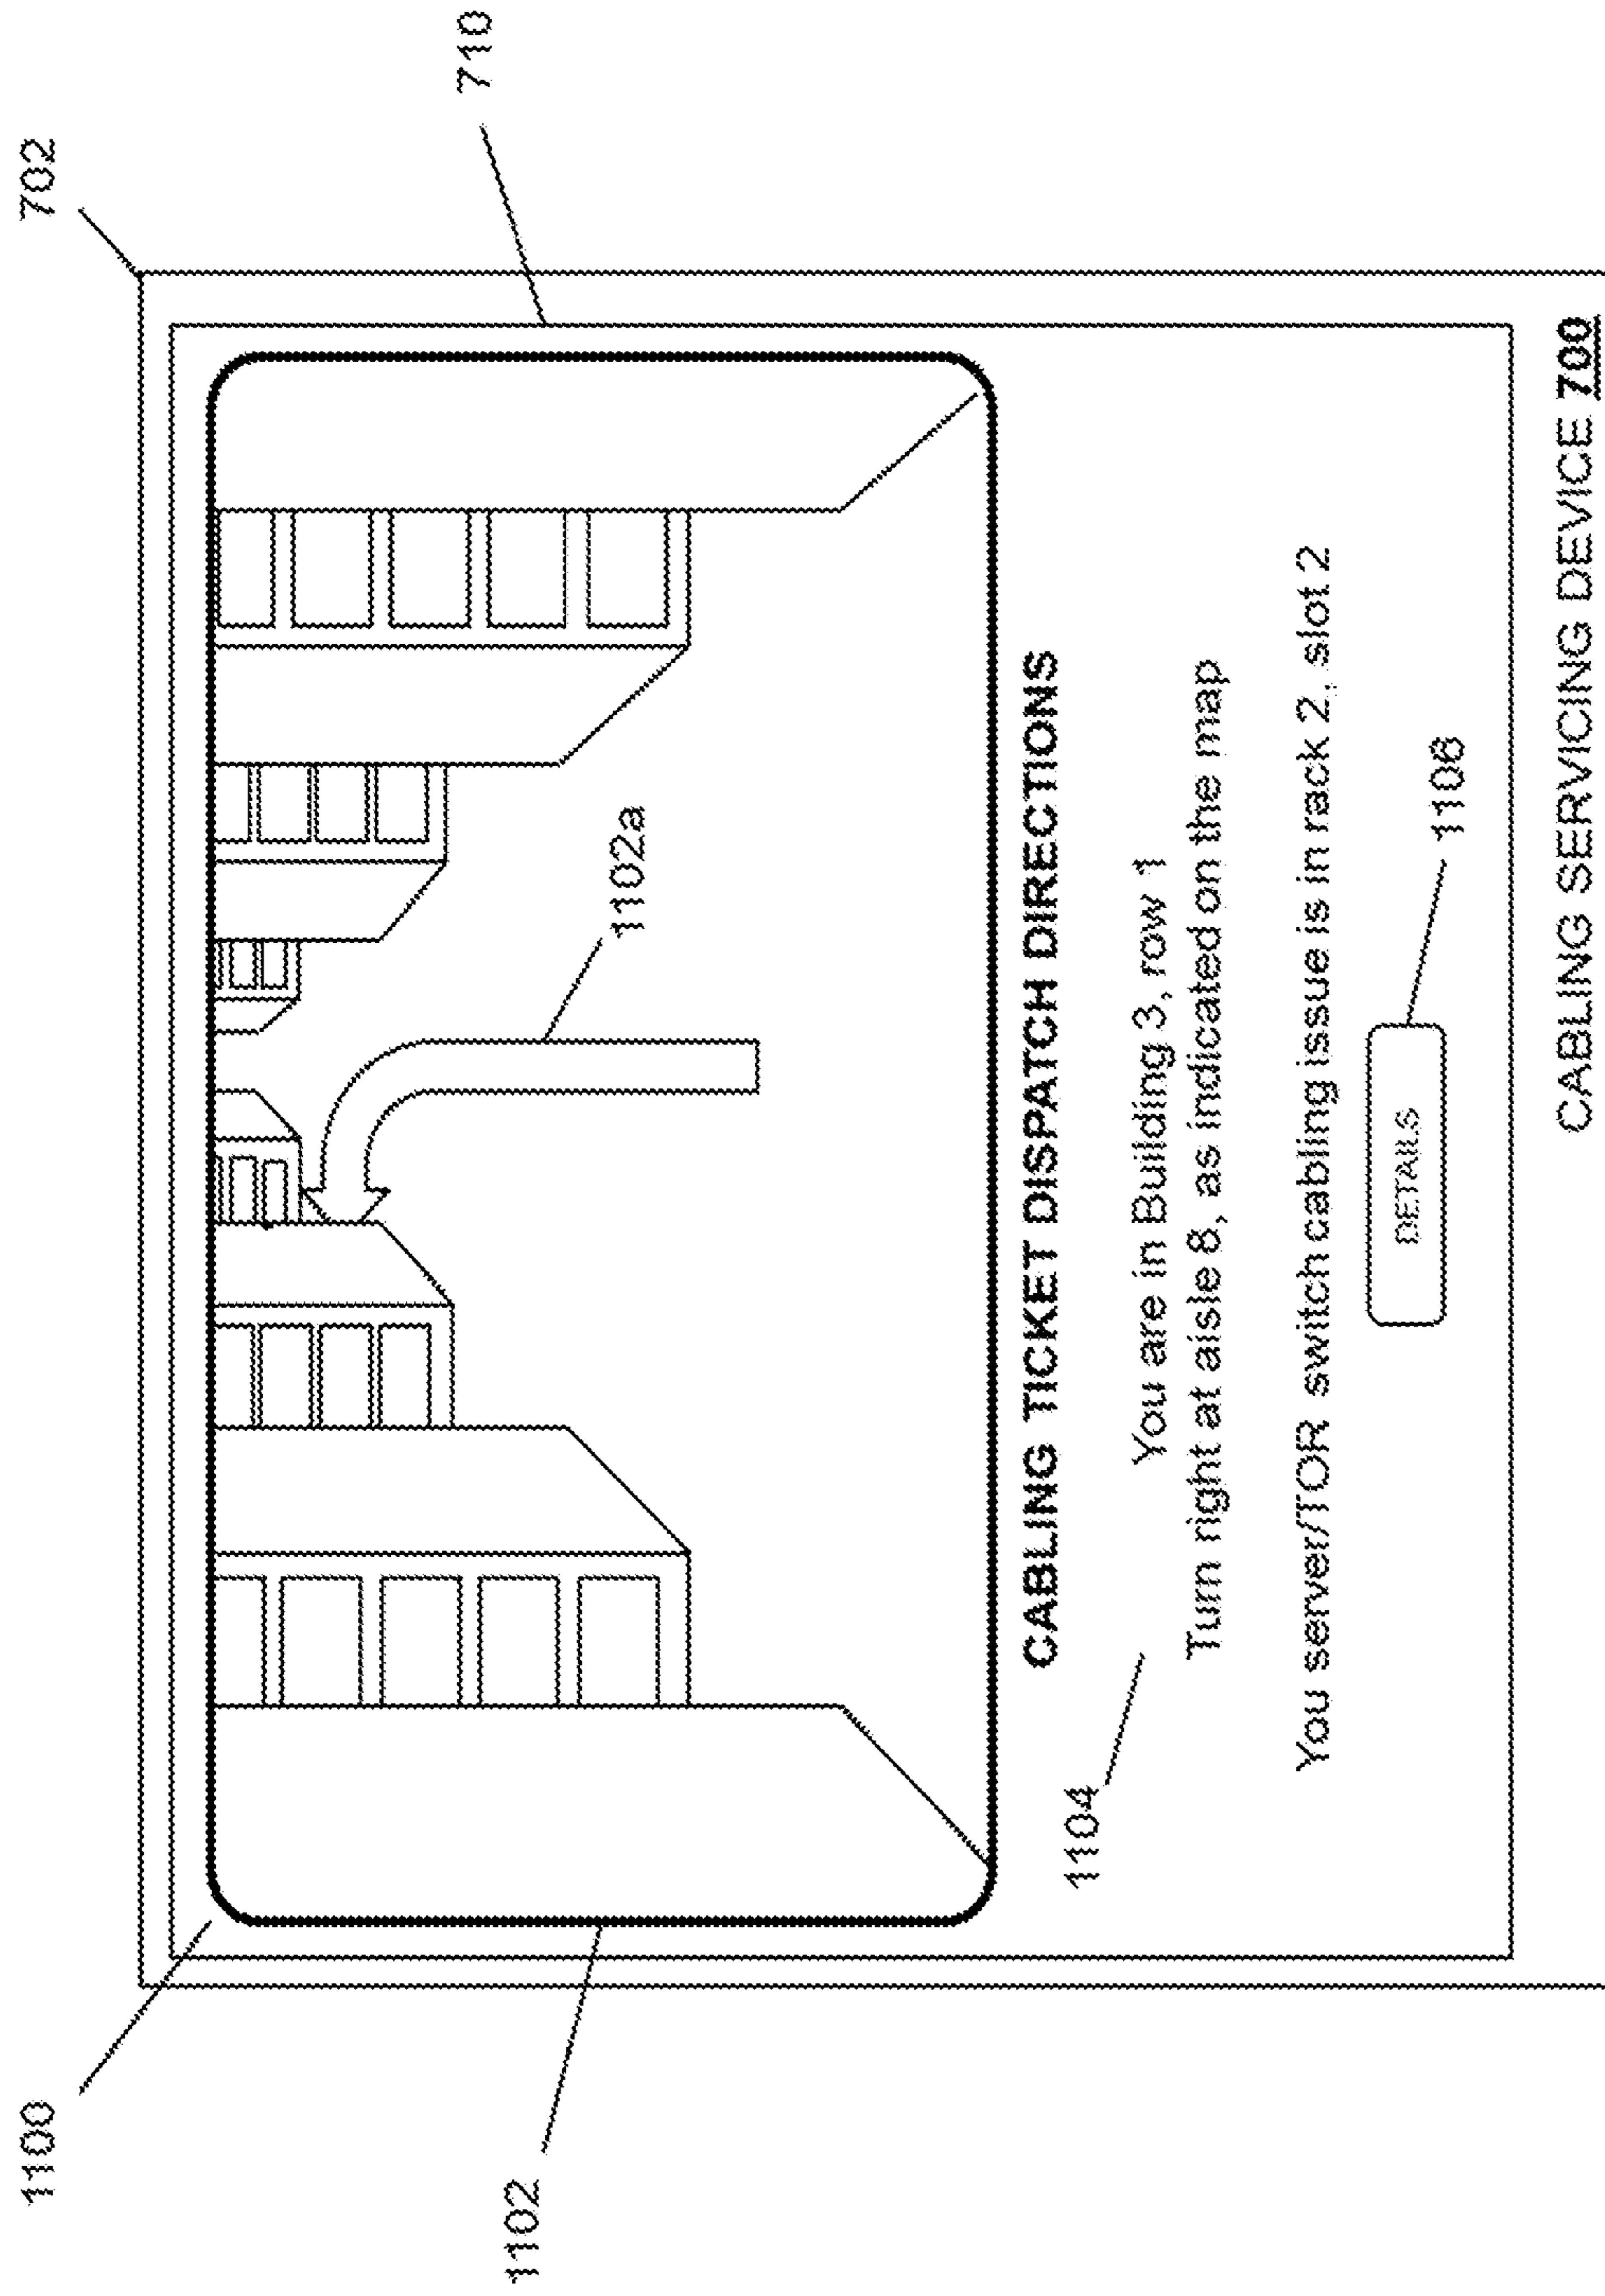 702
710
1100
1102
1102a
CABLING TICKET DISPATCH DIRECTIONS
1104
You are in Building 3, row 1
Turn right at aisle 8, as indicated on the map
You server/TOR switch cabling issue is in rack 2, slot 2
DETAILS
1106
CABLING SERVICING DEVICE 700